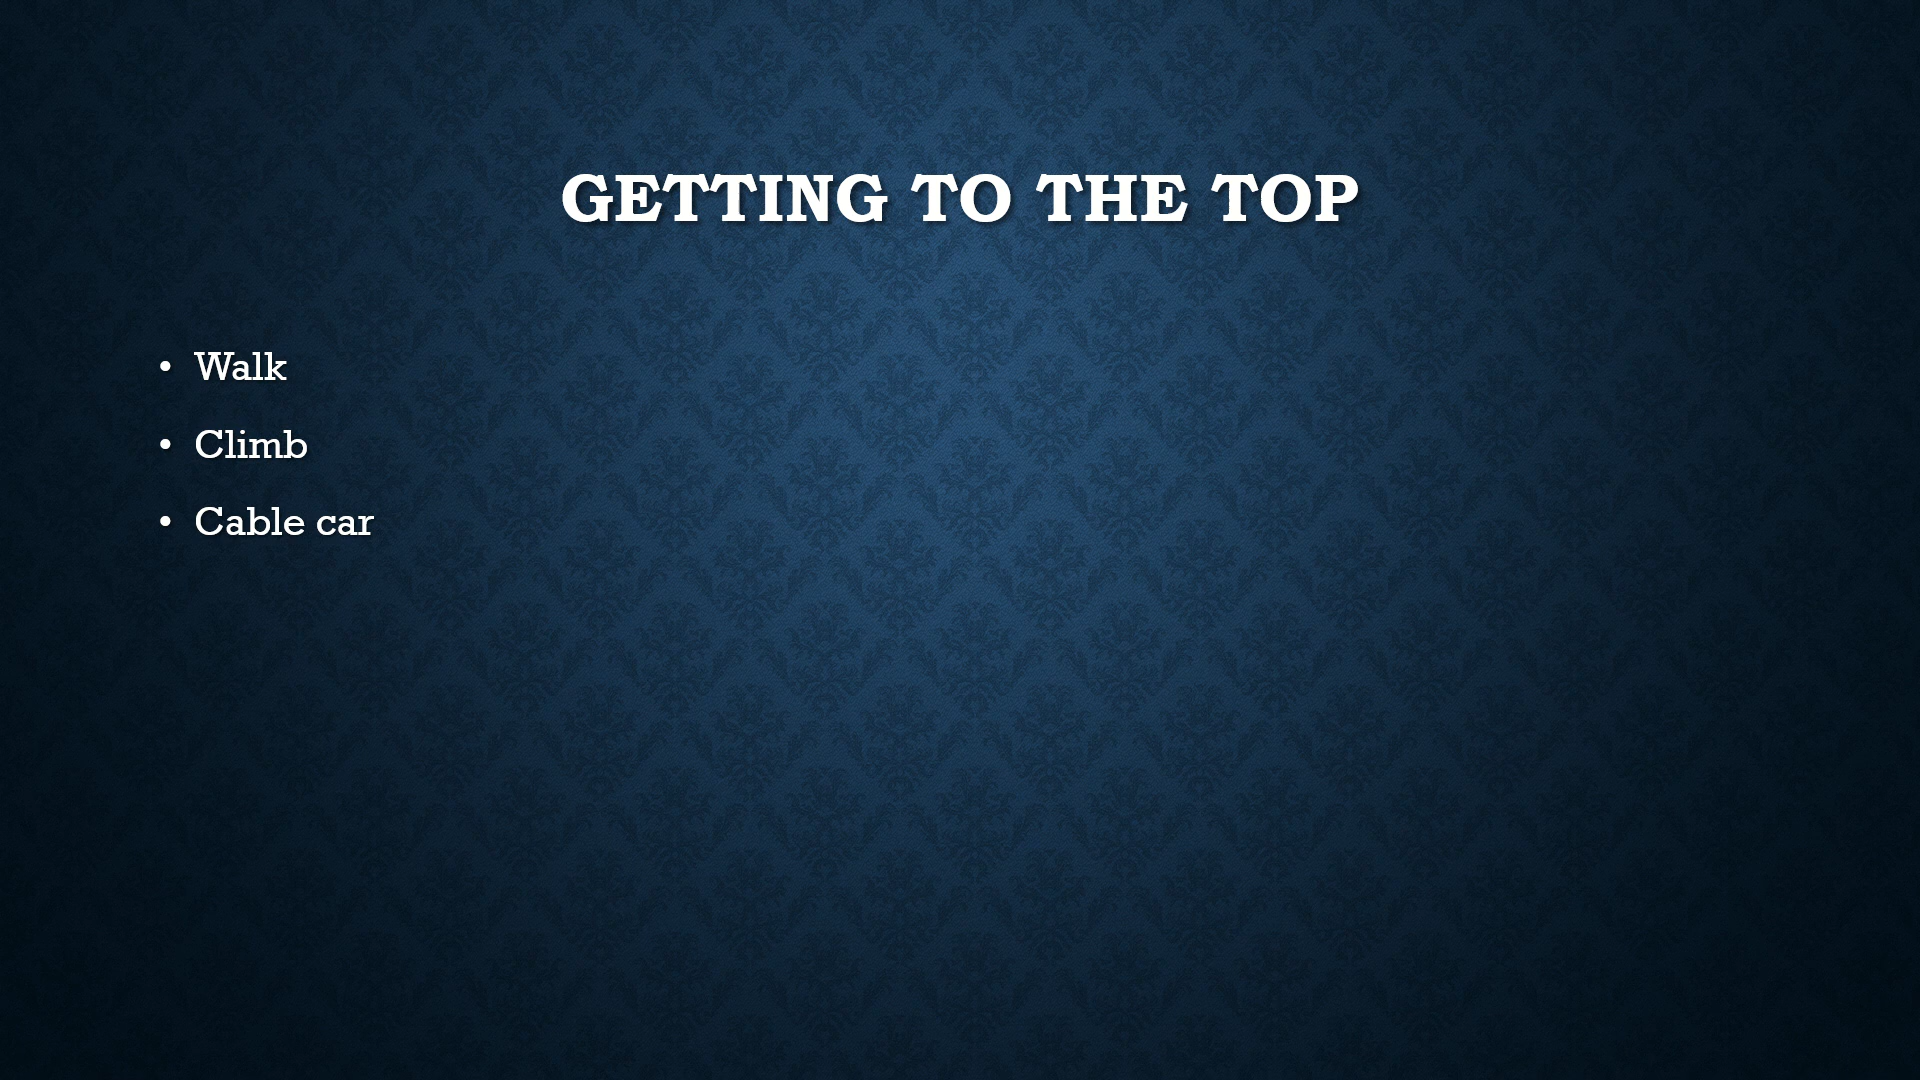 GETTING TO THE TOP
• Walk
• Climb
• Cable car